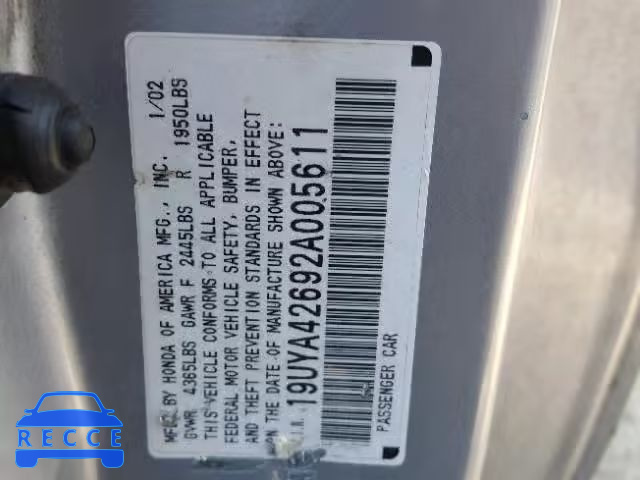 MFD. BY HONDA OF AMERICA MFG., INC. 1/02
GVWR 4365LBS GAWR F 2445LBS R 1950LBS
THIS VEHICLE CONFORMS TO ALL APPLICABLE
FEDERAL MOTOR VEHICLE SAFETY, BUMPER,
AND THEFT PREVENTION STANDARDS IN EFFECT
ON THE DATE OF MANUFACTURE SHOWN ABOVE:
V.I.N. 19UYA42692A005611
PASSENGER CAR
RECCE